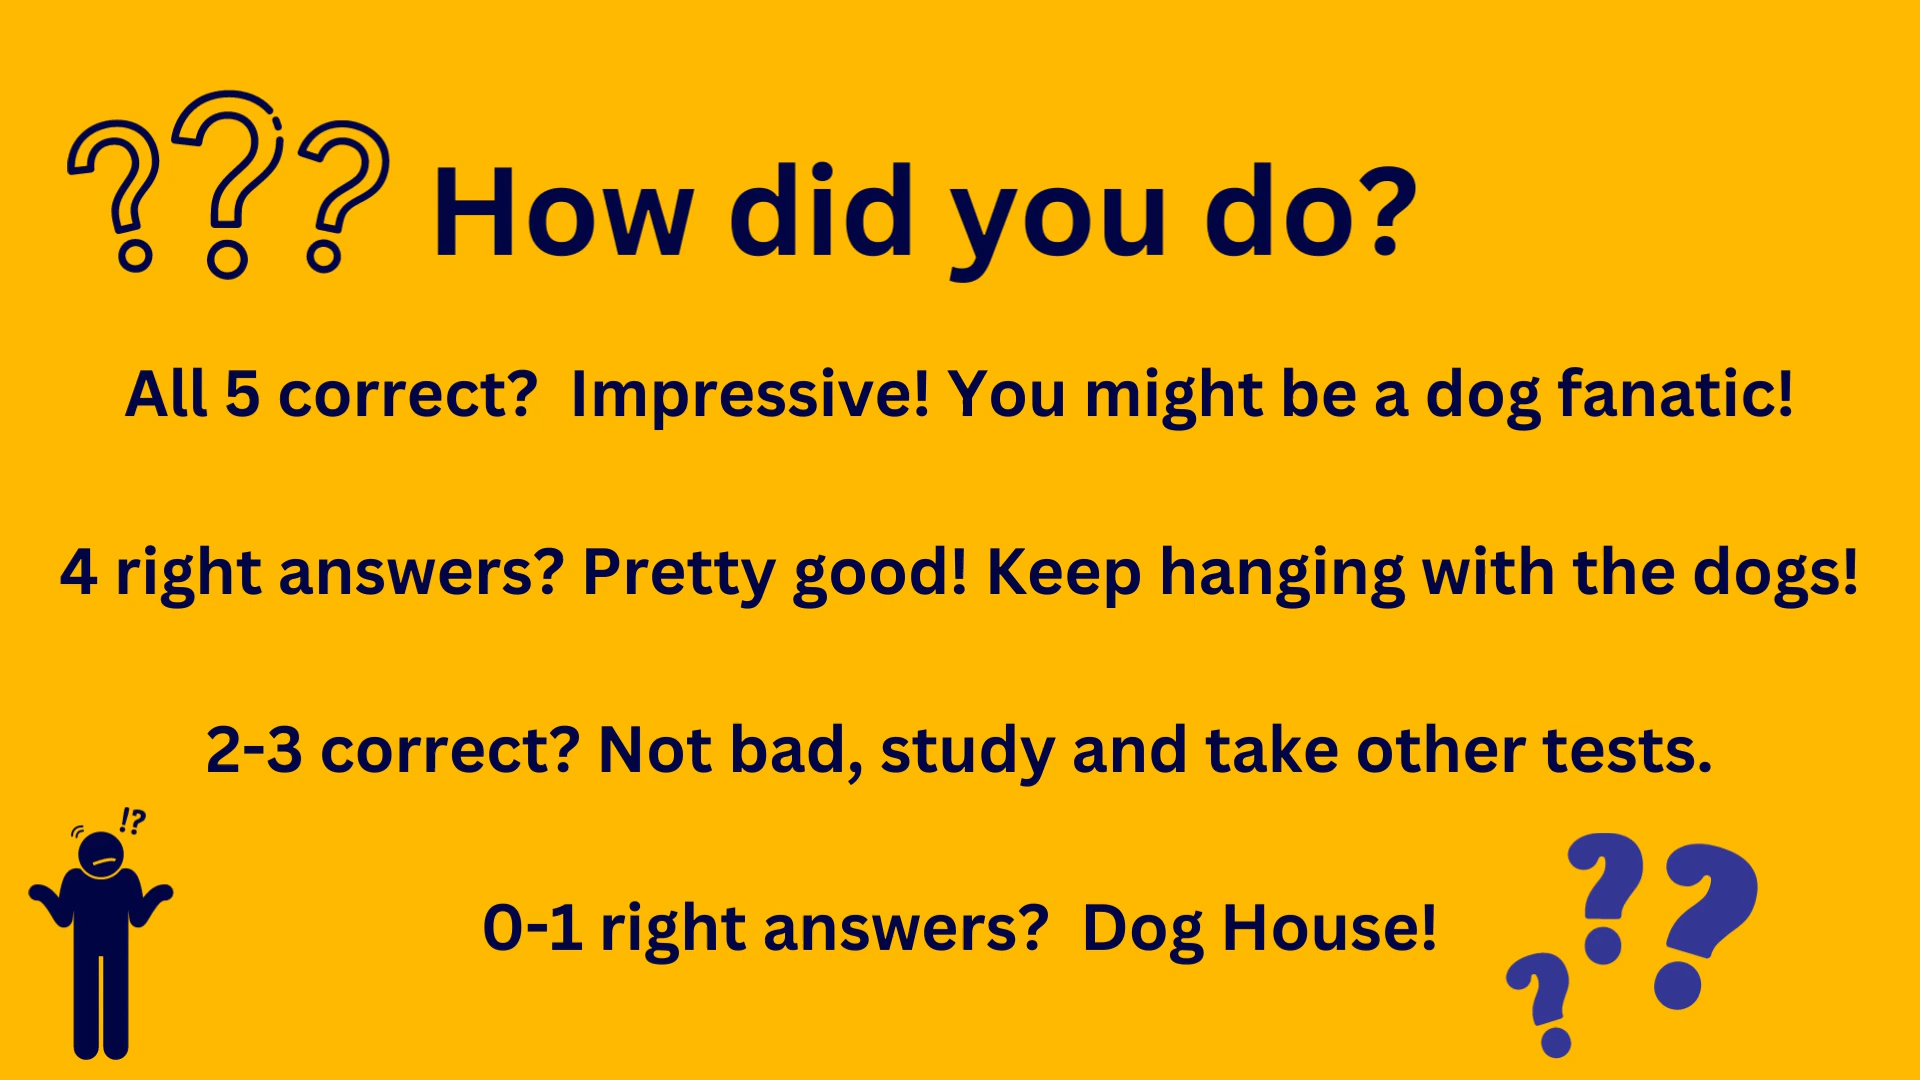 ??? How did you do?
All 5 correct?  Impressive! You might be a dog fanatic!
4 right answers? Pretty good! Keep hanging with the dogs!
2-3 correct? Not bad, study and take other tests.
!?
0-1 right answers?  Dog House!
???